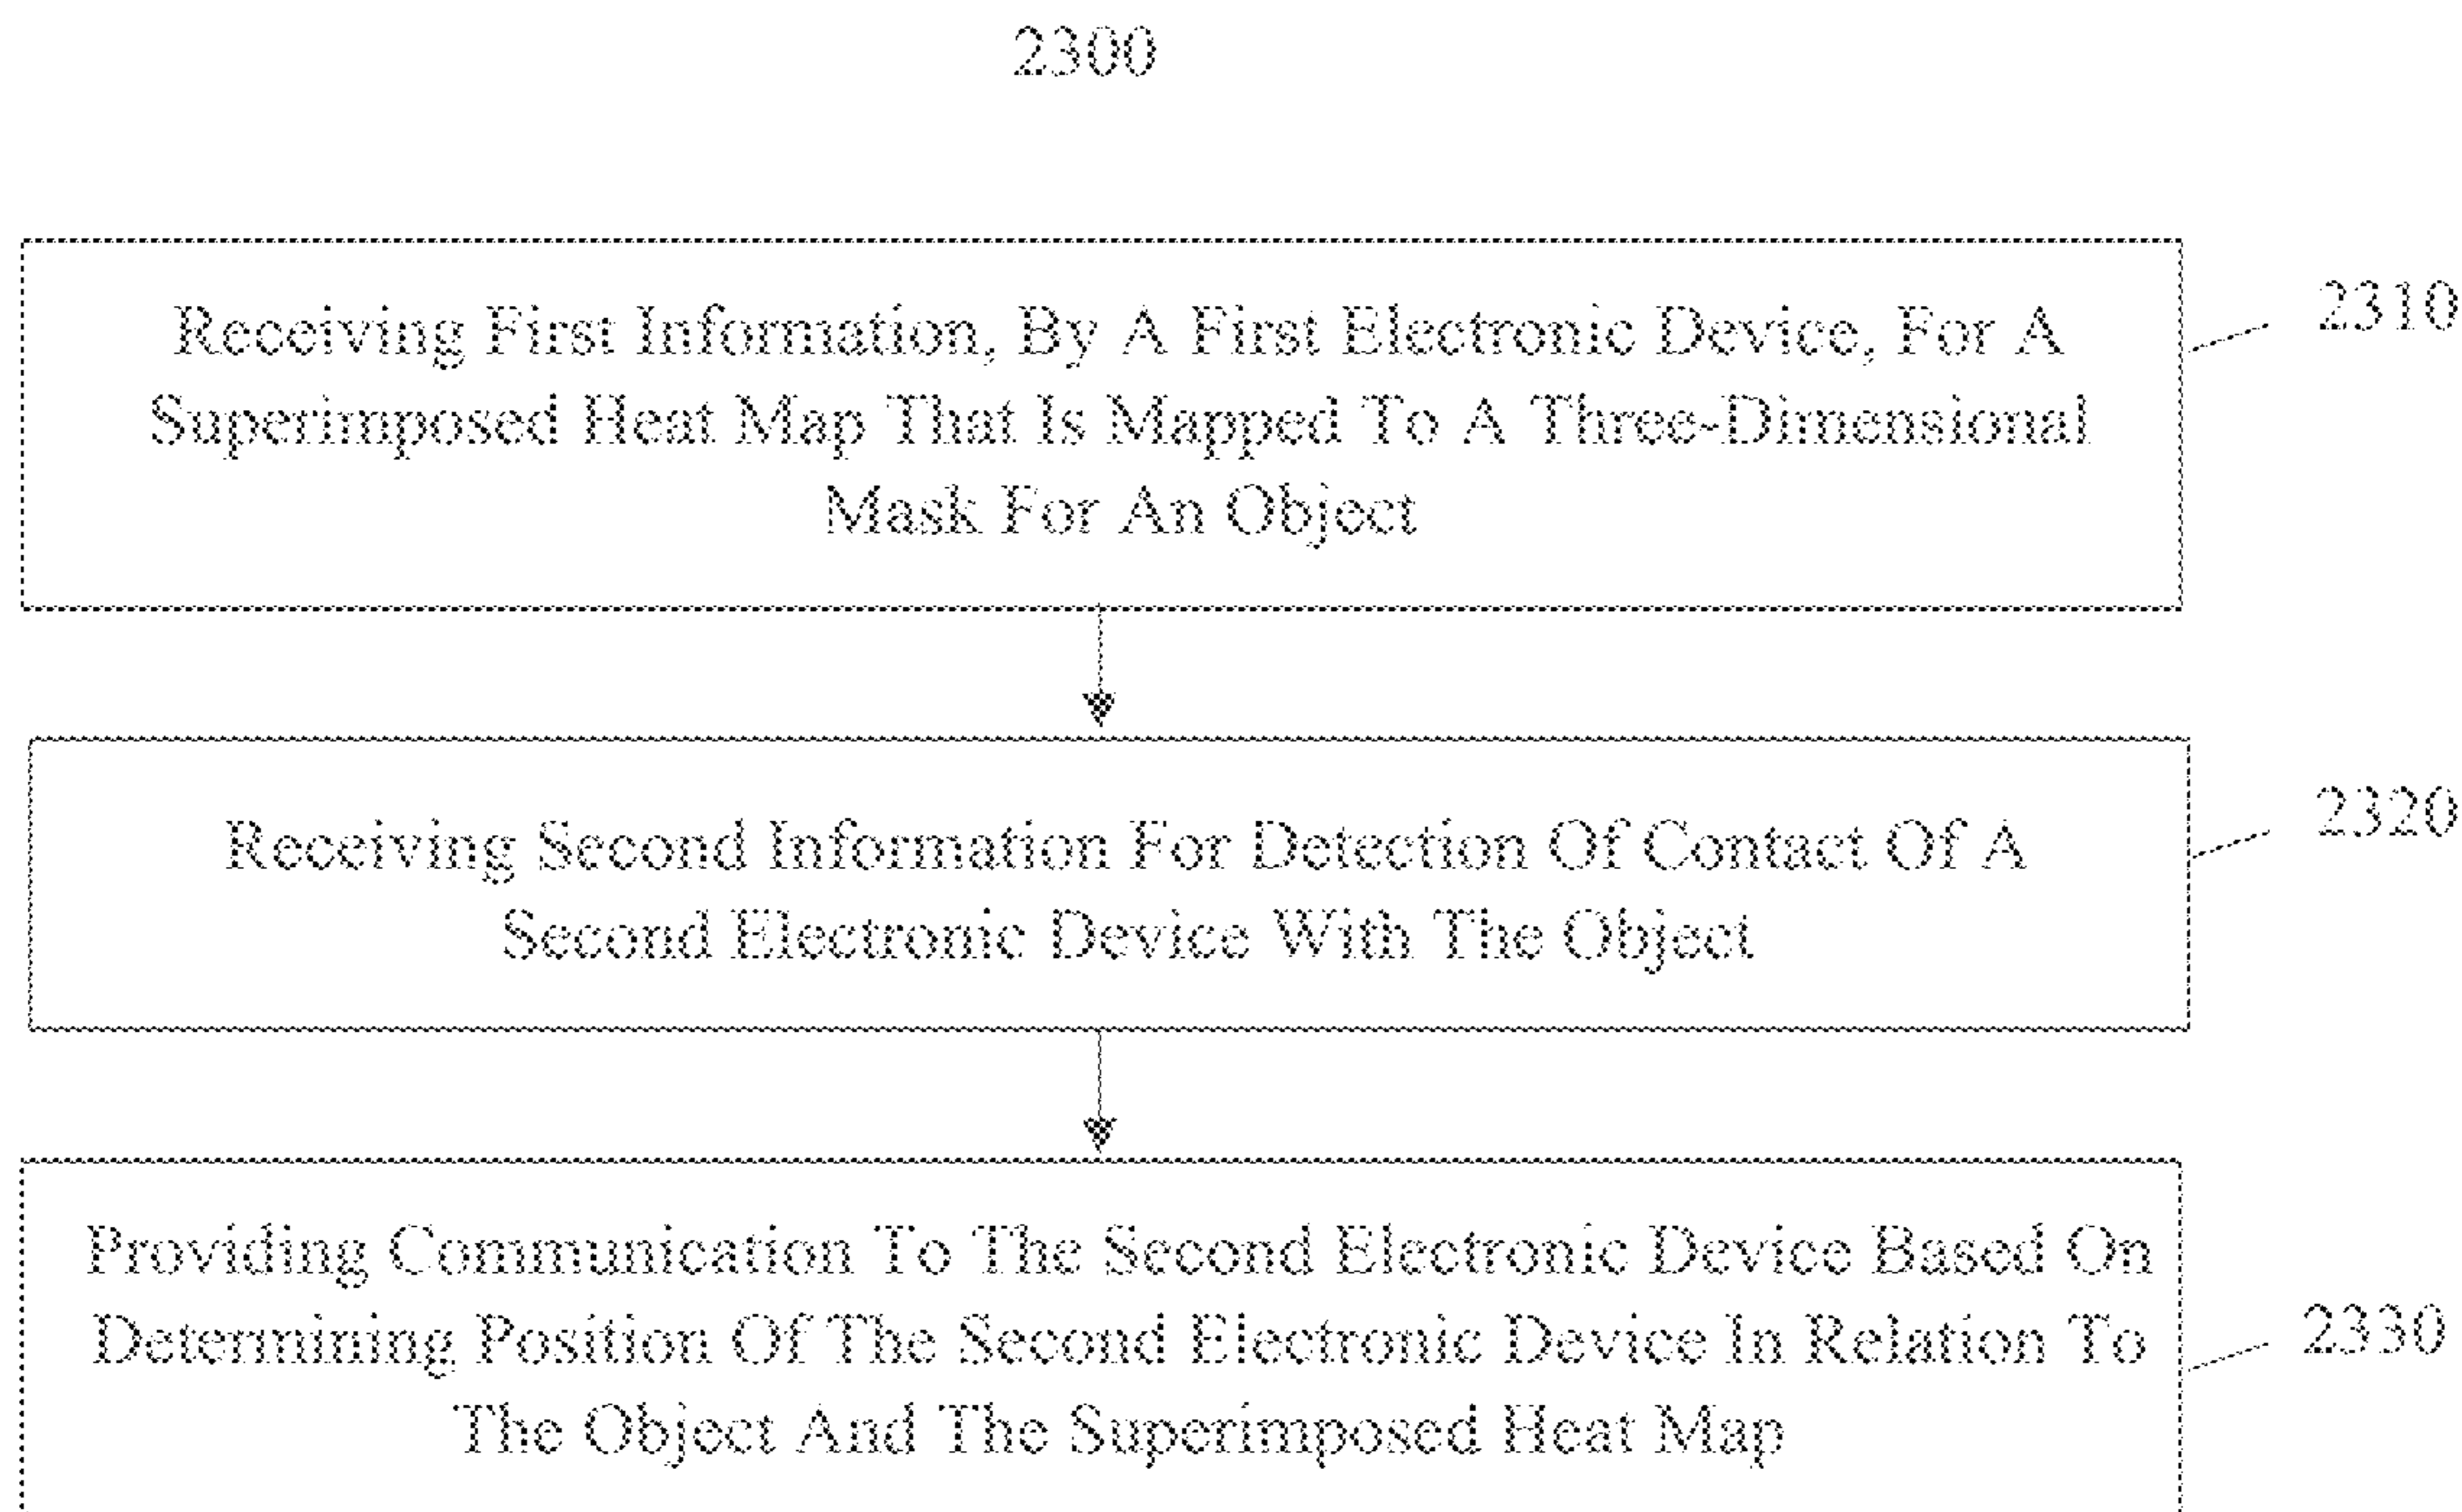 2300
Receiving First Information, By A First Electronic Device, For A
2310
Superimposed Heat Map That Is Mapped To A Three-Dimensional
Mask For An Object
Receiving Second Information For Detection Of Contact Of A
2320
Second Electronic Device With The Object
Providing Communication To The Second Electronic Device Based On
Determining Position Of The Second Electronic Device In Relation To
2330
The Object And The Superimposed Heat Map